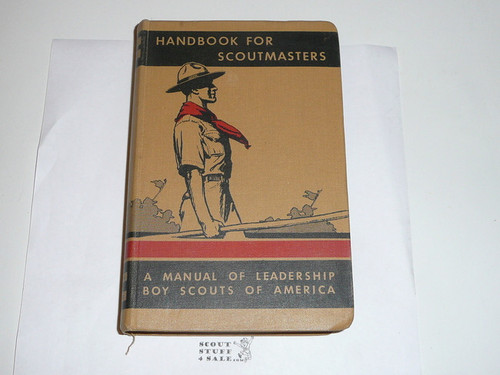 HANDBOOK FOR
SCOUTMASTERS
A MANUAL OF LEADERSHIP
BOY SCOUTS OF AMERICA
SCOUT
STUFF
4
SALE